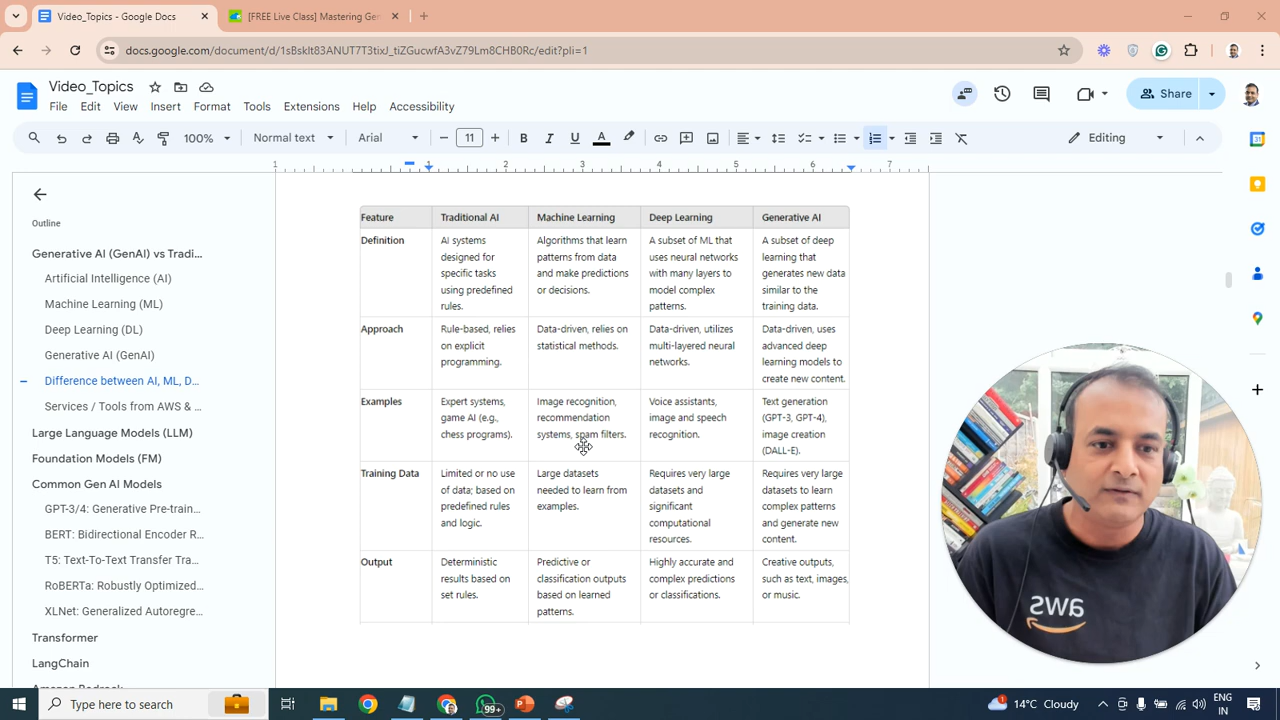 Video_Topics - Google Docs
[FREE Live Class] Mastering Gen
docs.google.com/document/d/1sBsklt83ANUT7T3tixJ_tiZGucwfA3vZ79Lm8CHB0Rc/edit?pli=1
Video_Topics
File Edit View Insert Format Tools Extensions Help Accessibility
Share
100% Normal text Arial 11 Editing
1 1 2 3 4 5 6 7
Outline
Generative AI (GenAI) vs Tradi...
Artificial Intelligence (AI)
Machine Learning (ML)
Deep Learning (DL)
Generative AI (GenAI)
Difference between AI, ML, D...
Services / Tools from AWS & ...
Large Language Models (LLM)
Foundation Models (FM)
Common Gen AI Models
GPT-3/4: Generative Pre-train...
BERT: Bidirectional Encoder R...
T5: Text-To-Text Transfer Tra...
RoBERTa: Robustly Optimized...
XLNet: Generalized Autoregre...
Transformer
LangChain
Feature Traditional AI Machine Learning Deep Learning Generative AI
Definition
AI systems
designed for
specific tasks
using predefined
rules.
Algorithms that learn
patterns from data
and make predictions
or decisions.
A subset of ML that
uses neural networks
with many layers to
model complex
patterns.
A subset of deep
learning that
generates new data
similar to the
training data.
Approach
Rule-based, relies
on explicit
programming.
Data-driven, relies on
statistical methods.
Data-driven, utilizes
multi-layered neural
networks.
Data-driven, uses
advanced deep
learning models to
create new content.
Examples
Expert systems,
game AI (e.g.,
chess programs).
Image recognition,
recommendation
systems, spam filters.
Voice assistants,
image and speech
recognition.
Text generation
(GPT-3, GPT-4),
image creation
(DALL-E).
Training Data
Limited or no use
of data; based on
predefined rules
and logic.
Large datasets
needed to learn from
examples.
Requires very large
datasets and
significant
computational
resources.
Requires very large
datasets to learn
complex patterns
and generate new
content.
Output
Deterministic
results based on
set rules.
Predictive or
classification outputs
based on learned
patterns.
Highly accurate and
complex predictions
or classifications.
Creative outputs,
such as text, images,
or music.
aws
Type here to search
99+
14°C Cloudy
ENG
IN